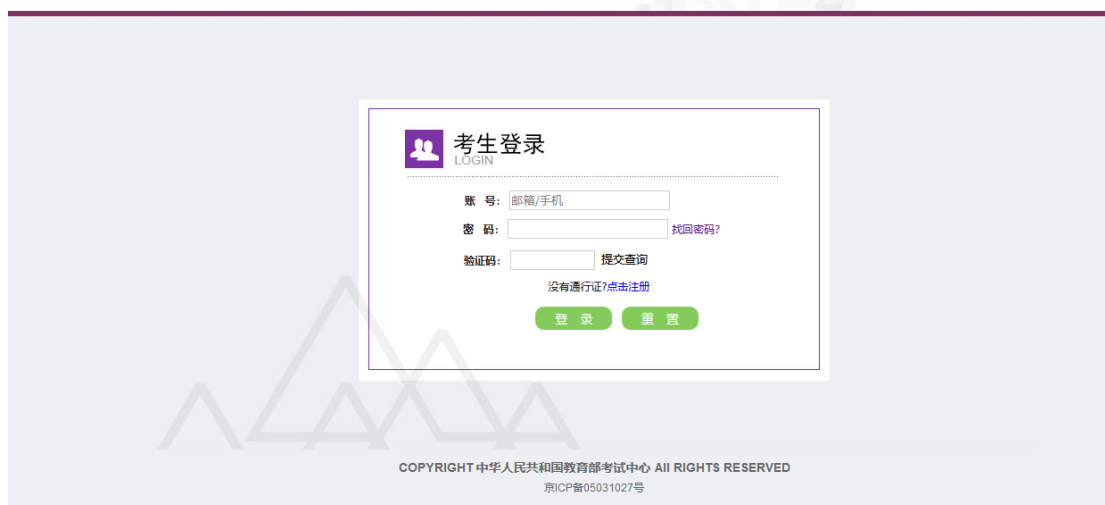 考生登录
LOGIN
账 号: 邮箱/手机
密 码: 找回密码?
验证码: 提交查询
没有通行证?点击注册
登 录 重 置
COPYRIGHT 中华人民共和国教育部考试中心 All RIGHTS RESERVED
京ICP备05031027号